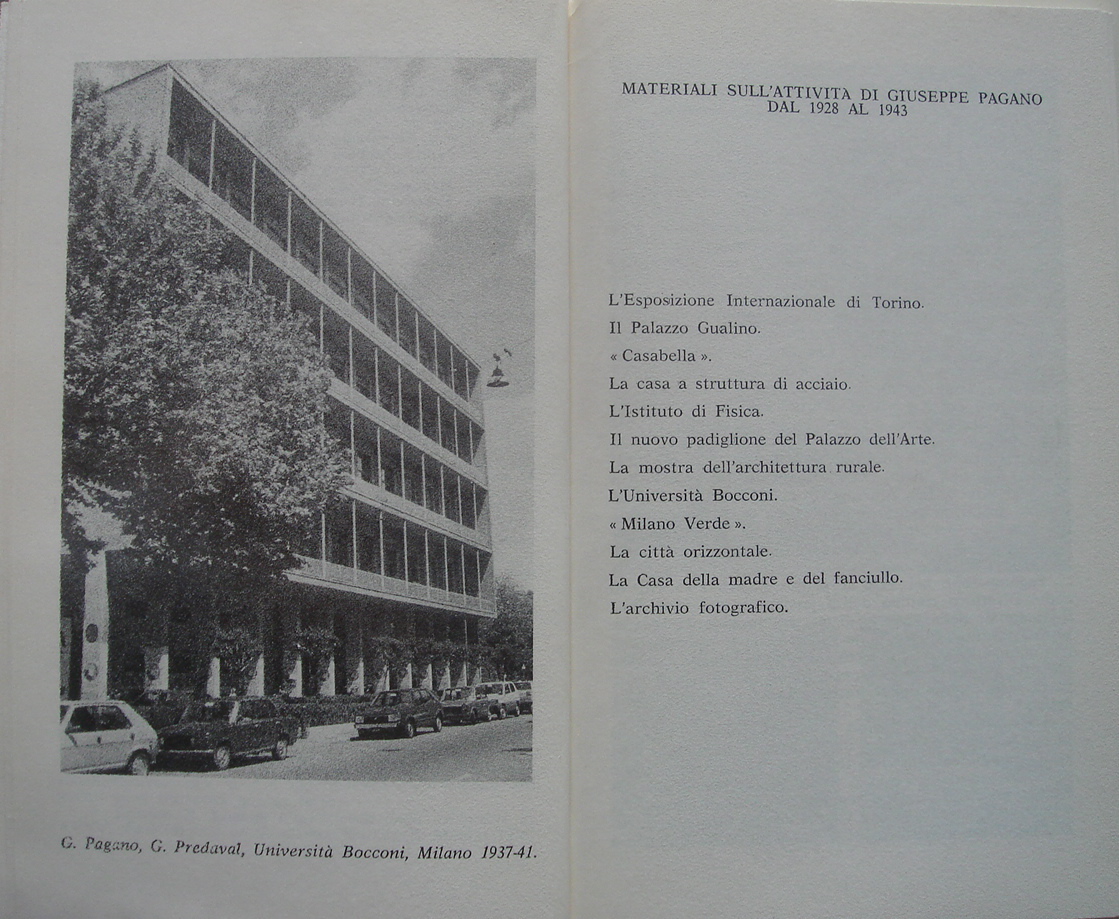 G. Pagano, G. Predaval, Università Bocconi, Milano 1937-41.
MATERIALI SULL'ATTIVITA DI GIUSEPPE PAGANO
DAL 1928 AL 1943
L'Esposizione Internazionale di Torino.
Il Palazzo Gualino.
« Casabella ».
La casa a struttura di acciaio.
L'Istituto di Fisica.
Il nuovo padiglione del Palazzo dell'Arte.
La mostra dell'architettura rurale.
L'Università Bocconi.
« Milano Verde ».
La città orizzontale.
La Casa della madre e del fanciullo.
L'archivio fotografico.